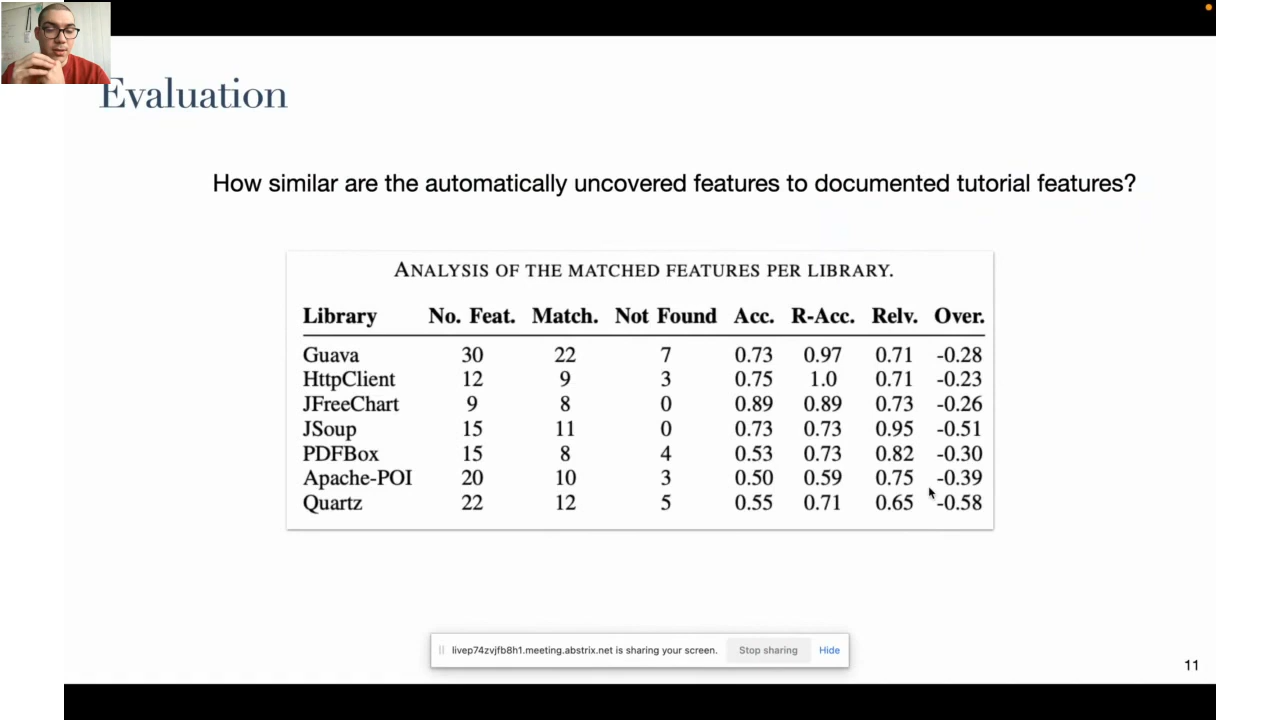 Evaluation
How similar are the automatically uncovered features to documented tutorial features?
ANALYSIS OF THE MATCHED FEATURES PER LIBRARY.
Library No. Feat. Match. Not Found Acc. R-Acc. Relv. Over.
Guava 30 22 7 0.73 0.97 0.71 -0.28
HttpClient 12 9 3 0.75 1.0 0.71 -0.23
JFreeChart 9 8 0 0.89 0.89 0.73 -0.26
JSoup 15 11 0 0.73 0.73 0.95 -0.51
PDFBox 15 8 4 0.53 0.73 0.82 -0.30
Apache-POI 20 10 3 0.50 0.59 0.75 -0.39
Quartz 22 12 5 0.55 0.71 0.65 -0.58
livep74zvjfb8h1.meeting.abstrix.net is sharing your screen. Stop sharing Hide
11